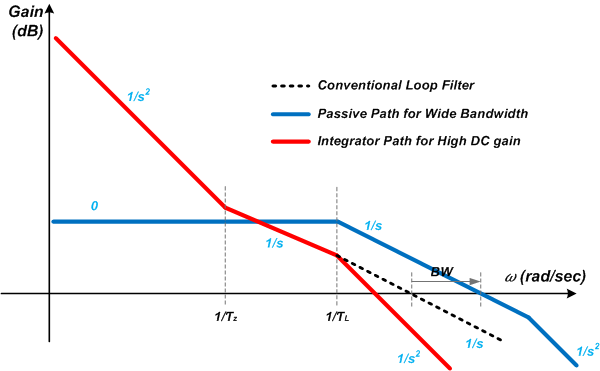 Gain
(dB)
1/s²
Conventional Loop Filter
Passive Path for Wide Bandwidth
Integrator Path for High DC gain
0
1/s
1/s
BW
ω (rad/sec)
1/Tz
1/TL
1/s
1/s²
1/s²